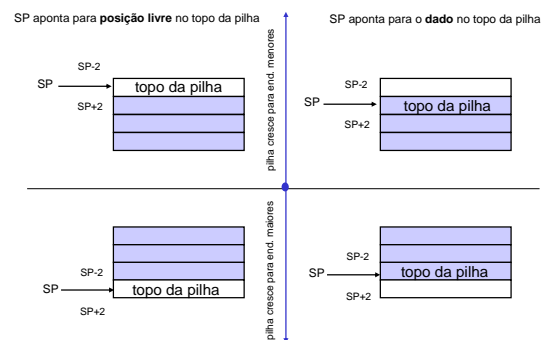 SP aponta para posição livre no topo da pilha
SP-2
SP
topo da pilha
SP+2
pilha cresce para end. menores
SP aponta para o dado no topo da pilha
SP-2
SP
topo da pilha
SP+2
SP-2
SP
topo da pilha
SP+2
pilha cresce para end. maiores
SP-2
SP
topo da pilha
SP+2